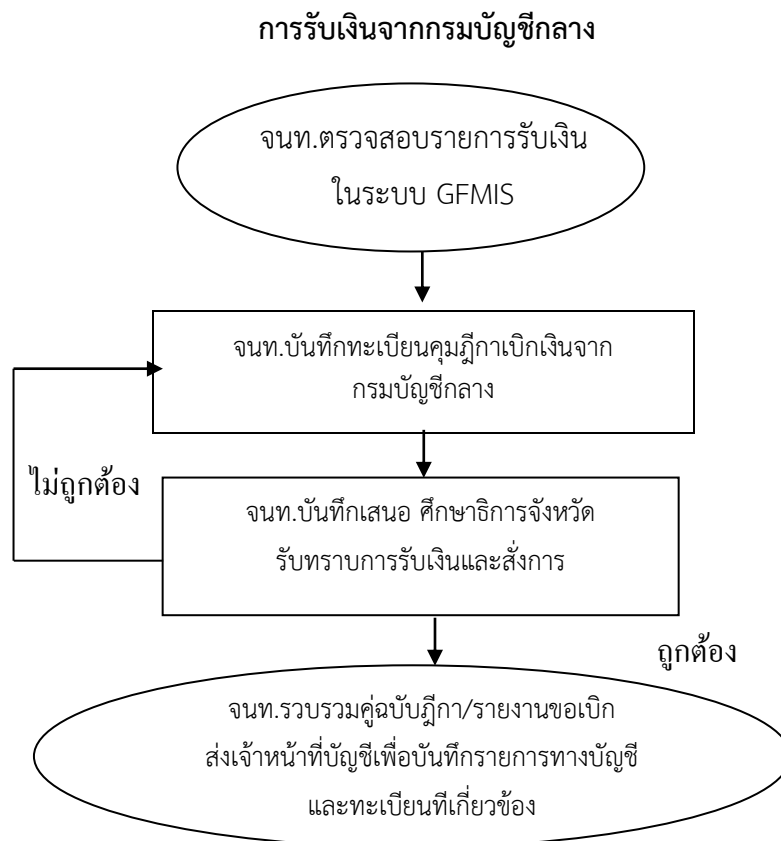 การรับเงินจากกรมบัญชีกลาง
จนท.ตรวจสอบรายการรับเงิน
ในระบบ GFMIS
จนท.บันทึกทะเบียนคุมฎีกาเบิกเงินจาก
กรมบัญชีกลาง
ไม่ถูกต้อง
จนท.บันทึกเสนอ ศึกษาธิการจังหวัด
รับทราบการรับเงินและสั่งการ
ถูกต้อง
จนท.รวบรวมคู่ฉบับฎีกา/รายงานขอเบิก
ส่งเจ้าหน้าที่บัญชีเพื่อบันทึกรายการทางบัญชี
และทะเบียนทีเกี่ยวข้อง